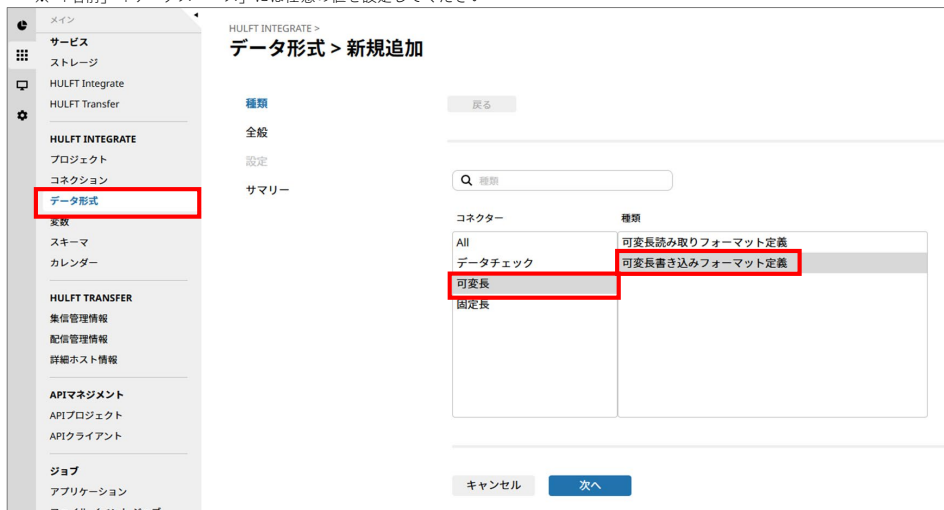 メイン
サービス
ストレージ
HULFT Integrate
HULFT Transfer
HULFT INTEGRATE
プロジェクト
コネクション
データ形式
変数
スキーマ
カレンダー
HULFT TRANSFER
集信管理情報
配信管理情報
詳細ホスト情報
APIマネジメント
APIプロジェクト
APIクライアント
ジョブ
アプリケーション
HULFT INTEGRATE >
データ形式 > 新規追加
種類
全般
設定
サマリー
戻る
種類
コネクター
種類
All
データチェック
可変長
固定長
可変長読み取りフォーマット定義
可変長書き込みフォーマット定義
キャンセル
次へ